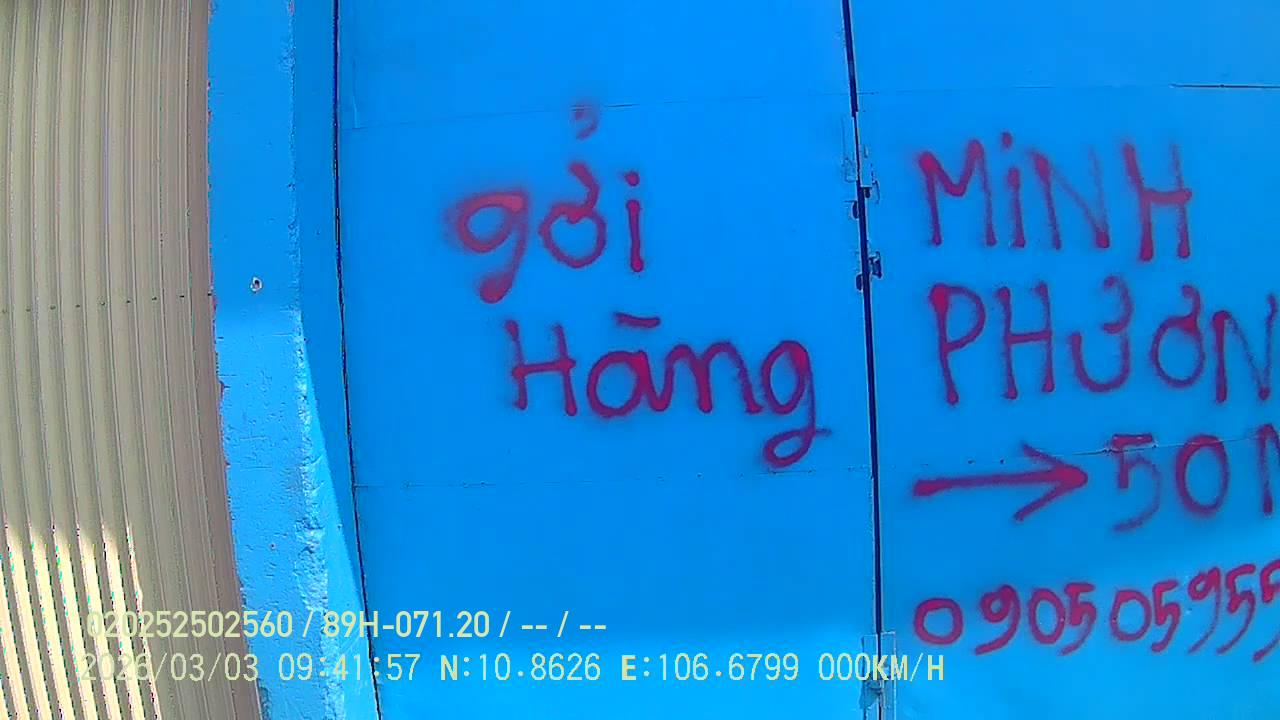 gởi
Hàng
MINH
PHƯƠN
→ 50
090505955
020252502560 / 89H-071.20 / -- / --
2026/03/03 09:41:57 N:10.8626 E:106.6799 000KM/H